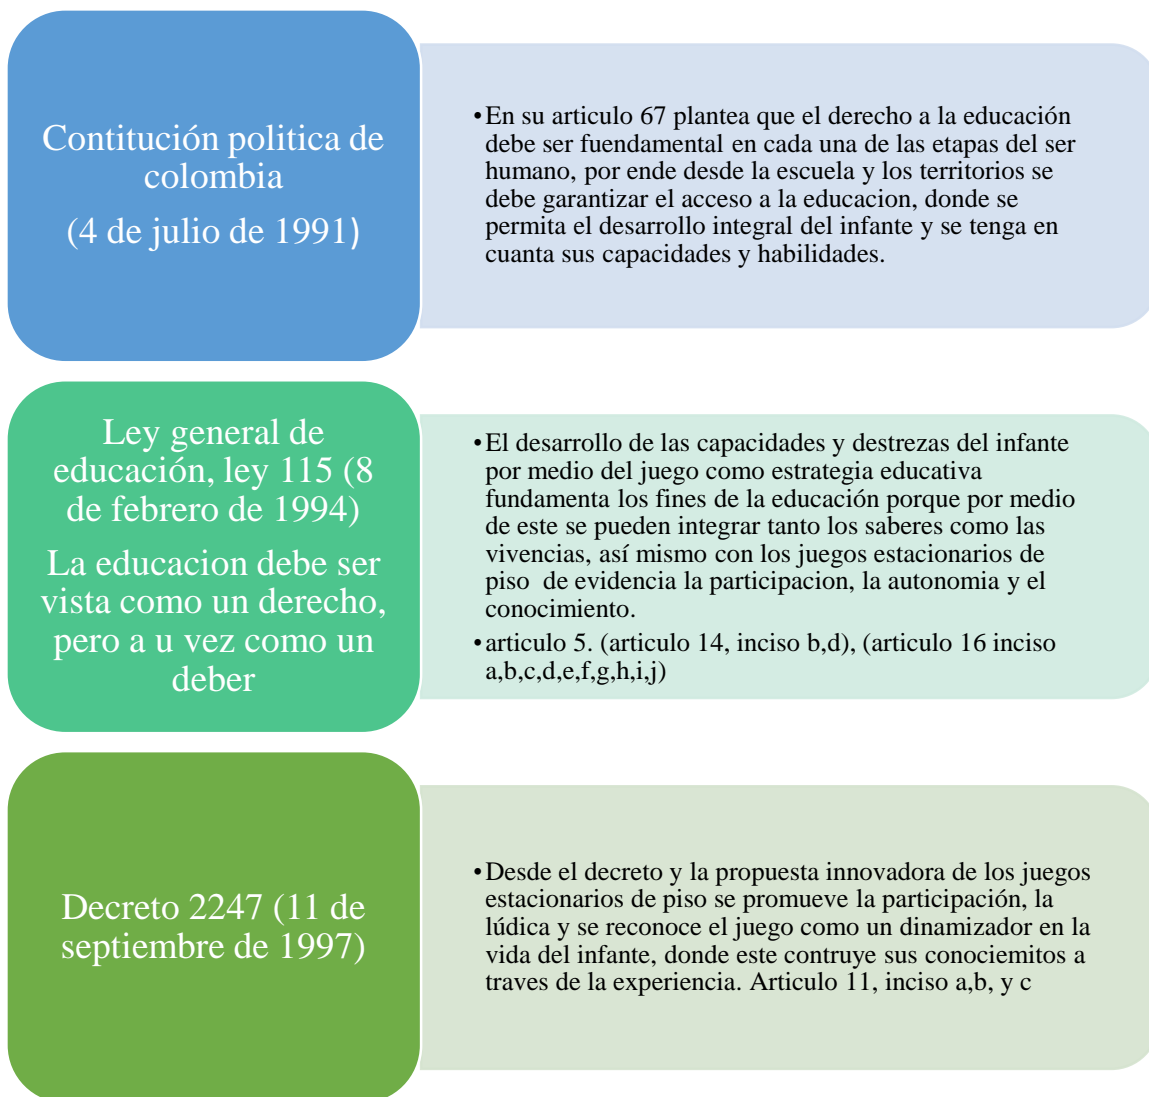 Contitución politica de
colombia
(4 de julio de 1991)
•En su articulo 67 plantea que el derecho a la educación
debe ser fuendamental en cada una de las etapas del ser
humano, por ende desde la escuela y los territorios se
debe garantizar el acceso a la educacion, donde se
permita el desarrollo integral del infante y se tenga en
cuanta sus capacidades y habilidades.
Ley general de
educación, ley 115 (8
de febrero de 1994)
La educacion debe ser
vista como un derecho,
pero a u vez como un
deber
•El desarrollo de las capacidades y destrezas del infante
por medio del juego como estrategia educativa
fundamenta los fines de la educación porque por medio
de este se pueden integrar tanto los saberes como las
vivencias, así mismo con los juegos estacionarios de
piso de evidencia la participacion, la autonomia y el
conocimiento.
•articulo 5. (articulo 14, inciso b,d), (articulo 16 inciso
a,b,c,d,e,f,g,h,i,j)
Decreto 2247 (11 de
septiembre de 1997)
•Desde el decreto y la propuesta innovadora de los juegos
estacionarios de piso se promueve la participación, la
lúdica y se reconoce el juego como un dinamizador en la
vida del infante, donde este contruye sus conociemitos a
traves de la experiencia. Articulo 11, inciso a,b, y c